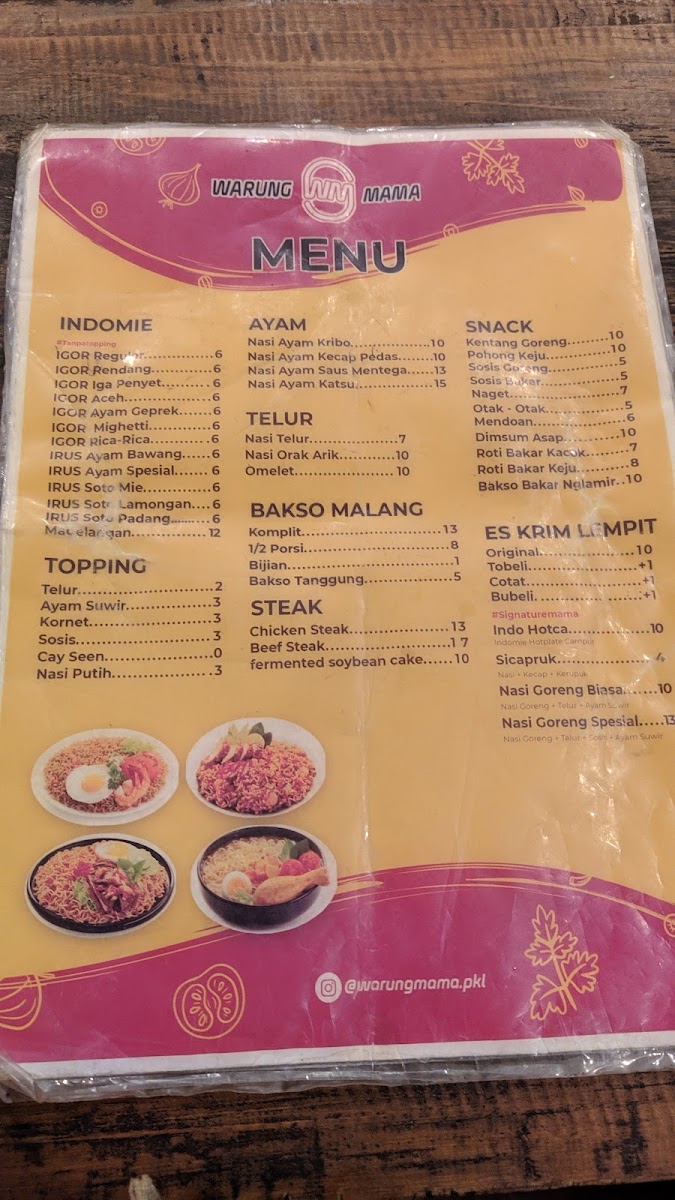 WARUNG WM MAMA
MENU
INDOMIE
#Tanpatopping
IGOR Reguler..............6
IGOR Rendang............6
IGOR Iga Penyet.........6
IGOR Aceh..................6
IGOR Ayam Geprek......6
IGOR Mighetti.............6
IGOR Rica-Rica............6
IRUS Ayam Bawang......6
IRUS Ayam Spesial.......6
IRUS Soto Mie.............6
IRUS Soto Lamongan....6
IRUS Soto Padang........6
Magelangan...............12
TOPPING
Telur..........................2
Ayam Suwir................3
Kornet.......................3
Sosis.........................3
Cay Seen...................0
Nasi Putih..................3
AYAM
Nasi Ayam Kribo..............10
Nasi Ayam Kecap Pedas.....10
Nasi Ayam Saus Mentega...13
Nasi Ayam Katsu..............15
TELUR
Nasi Telur................7
Nasi Orak Arik..........10
Omelet....................10
BAKSO MALANG
Komplit........................13
1/2 Porsi.......................8
Bijian............................1
Bakso Tanggung.............5
STEAK
Chicken Steak................13
Beef Steak....................17
fermented soybean cake......10
SNACK
Kentang Goreng.........10
Pohong Keju.............10
Sosis Goreng.............5
Sosis Bakar...............5
Naget......................7
Otak - Otak...............5
Mendoan..................6
Dimsum Asap............10
Roti Bakar Kacok........7
Roti Bakar Keju..........8
Bakso Bakar Nglamir..10
ES KRIM LEMPIT
Original..................10
Tobeli.....................+1
Cotat......................+1
Bubeli.....................+1
#Signaturemama
Indo Hotca...............10
Indomie Hotplate Campur
Sicapruk..................4
Nasi + Kecap + Kerupuk
Nasi Goreng Biasa......10
Nasi Goreng + Telur + Ayam Suwir
Nasi Goreng Spesial.....13
Nasi Goreng + Telur + Sosis + Ayam Suwir
@warungmama.pkl